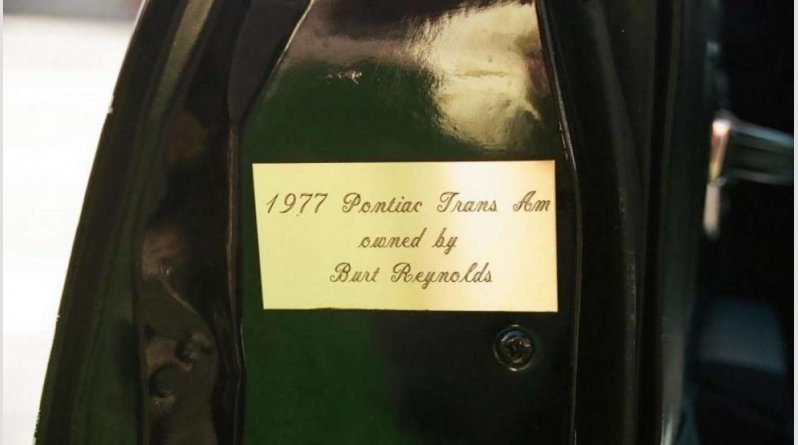 1977 Pontiac Trans Am
owned by
Burt Reynolds